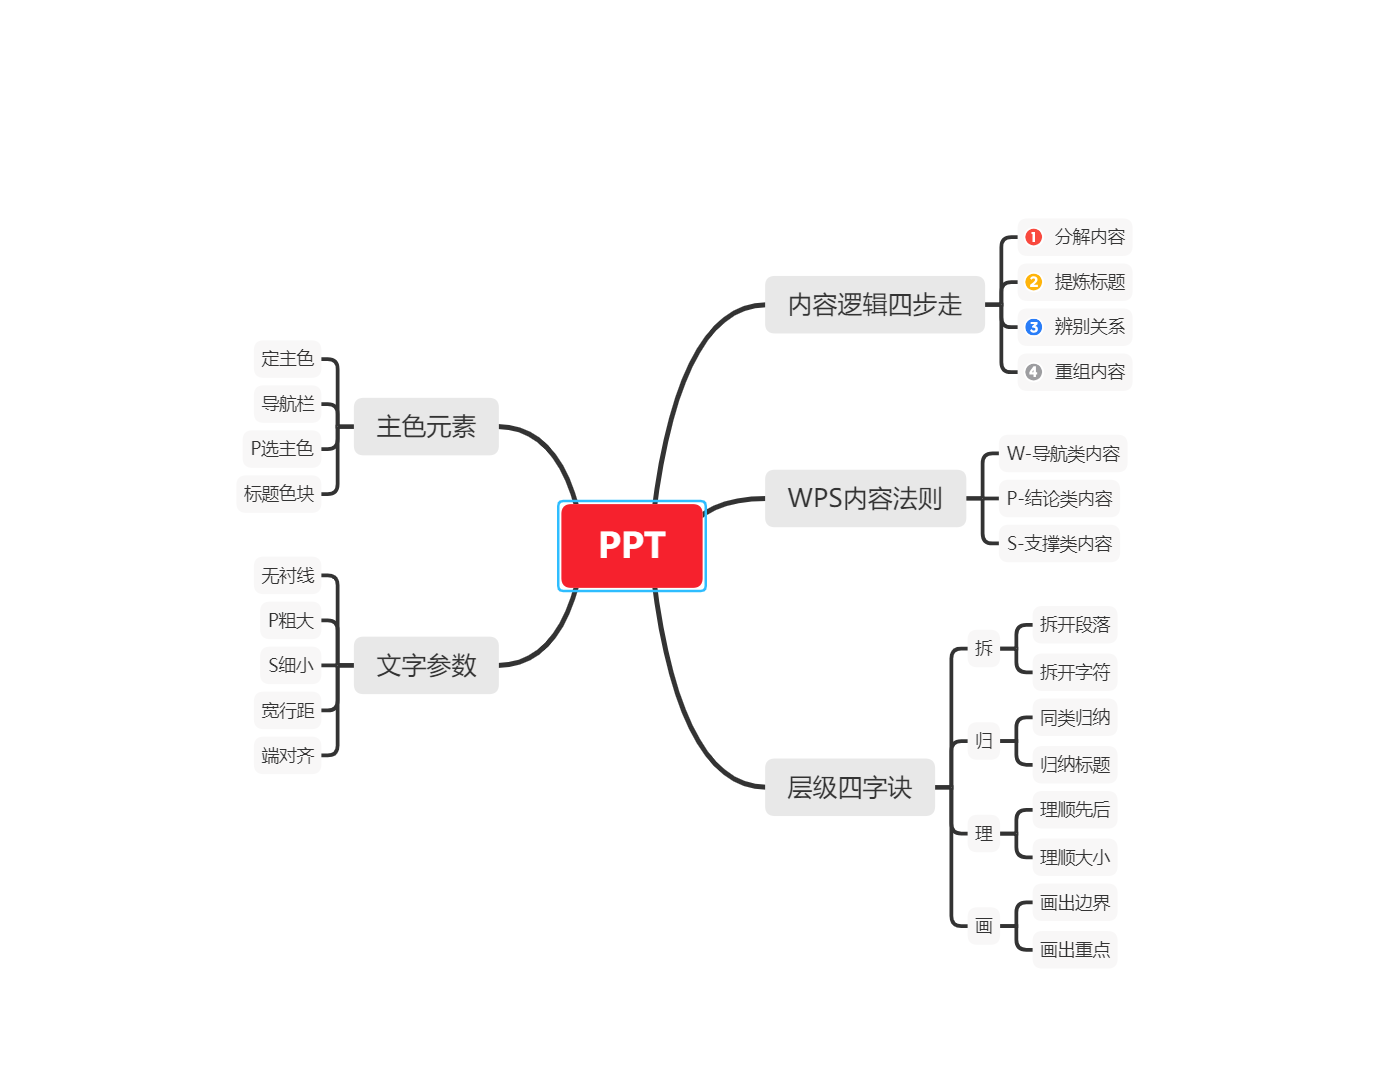 PPT
内容逻辑四步走
1 分解内容
2 提炼标题
3 辨别关系
4 重组内容
WPS内容法则
W-导航类内容
P-结论类内容
S-支撑类内容
层级四字诀
拆
拆开段落
拆开字符
归
同类归纳
归纳标题
理
理顺先后
理顺大小
画
画出边界
画出重点
主色元素
定主色
导航栏
P选主色
标题色块
文字参数
无衬线
P粗大
S细小
宽行距
端对齐